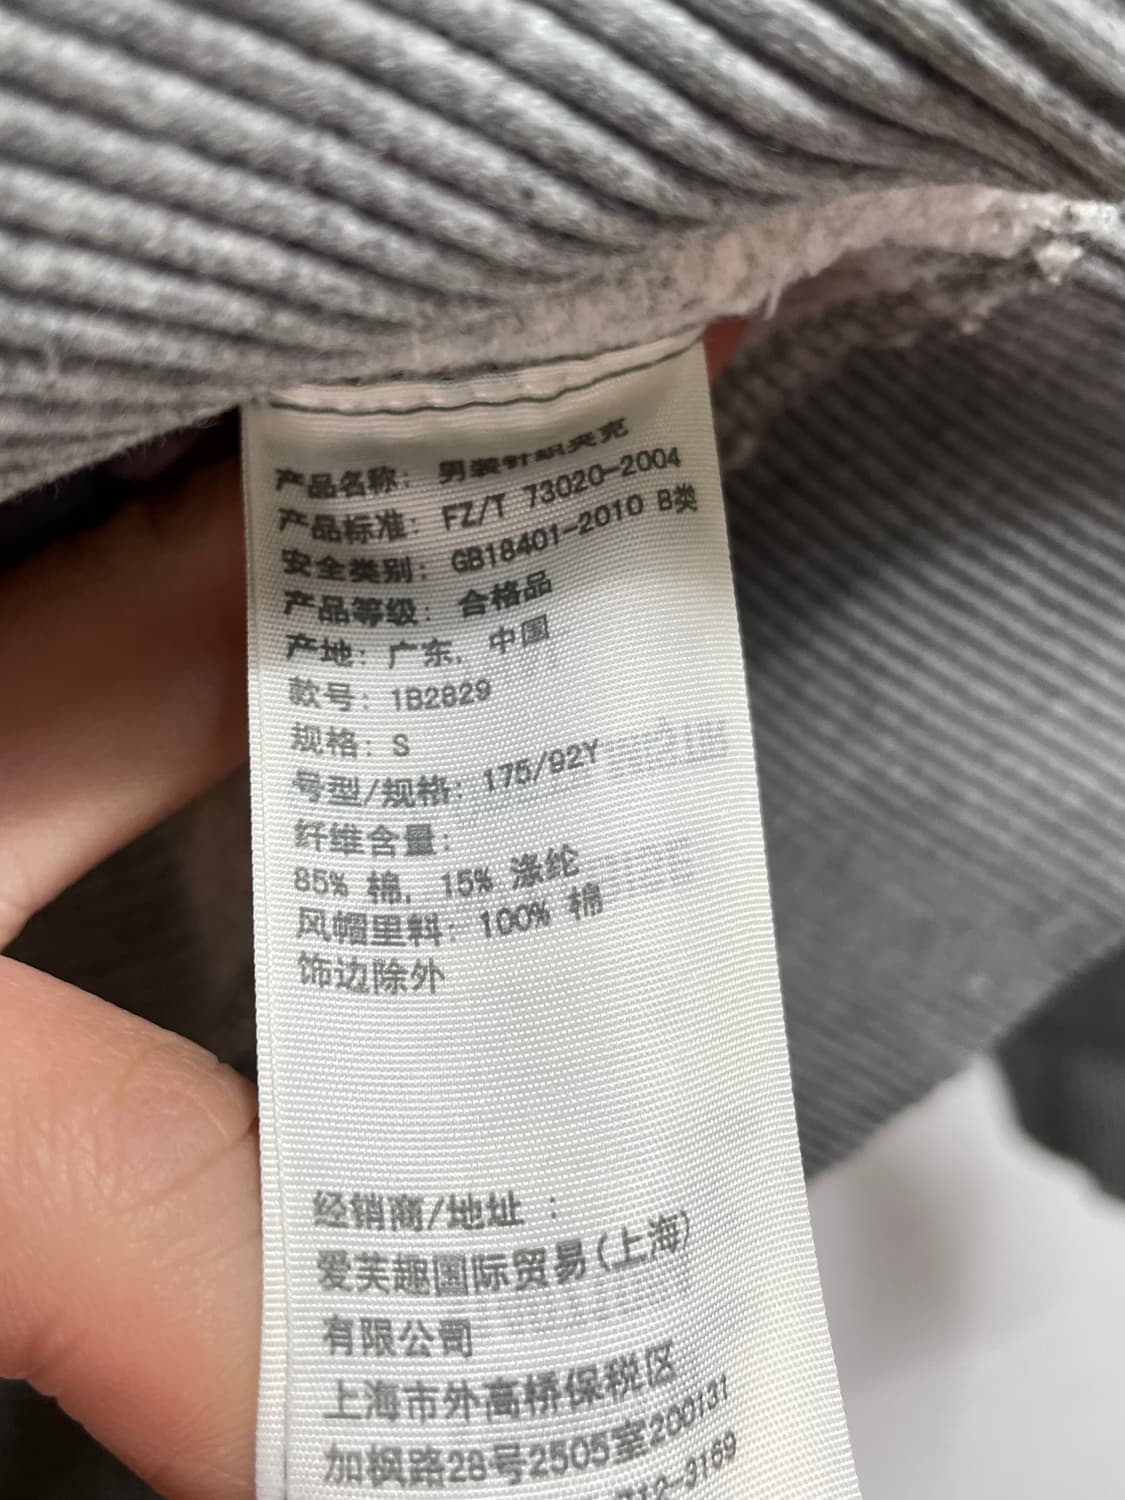 产品名称: 男装针织夹克
产品标准: FZ/T 73020-2004
安全类别: GB18401-2010 B类
产品等级: 合格品
产地: 广东, 中国
款号: 1B2829
规格: S
号型/规格: 175/92Y
纤维含量:
85% 棉, 15% 涤纶
风帽里料: 100% 棉
饰边除外
经销商/地址 :
爱芙趣国际贸易(上海)
有限公司
上海市外高桥保税区
加枫路28号2505室200131
712-3169